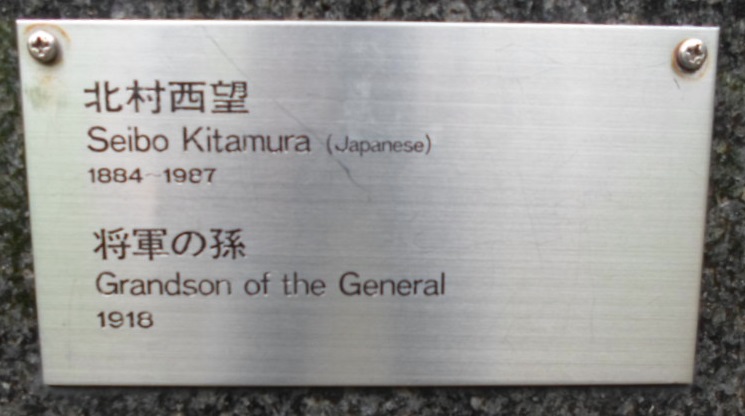 北村西望
Seibo Kitamura (Japanese)
1884~1987
将軍の孫
Grandson of the General
1918